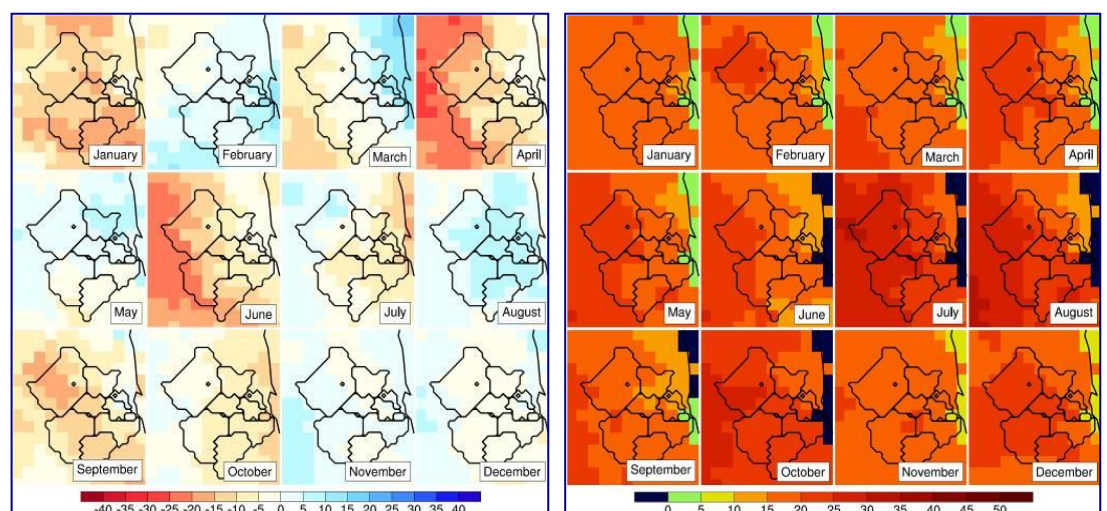 January February March April
May June July August
September October November December
-40 -35 -30 -25 -20 -15 -10 -5 0 5 10 15 20 25 30 35 40
January February March April
May June July August
September October November December
0 5 10 15 20 25 30 35 40 45 50